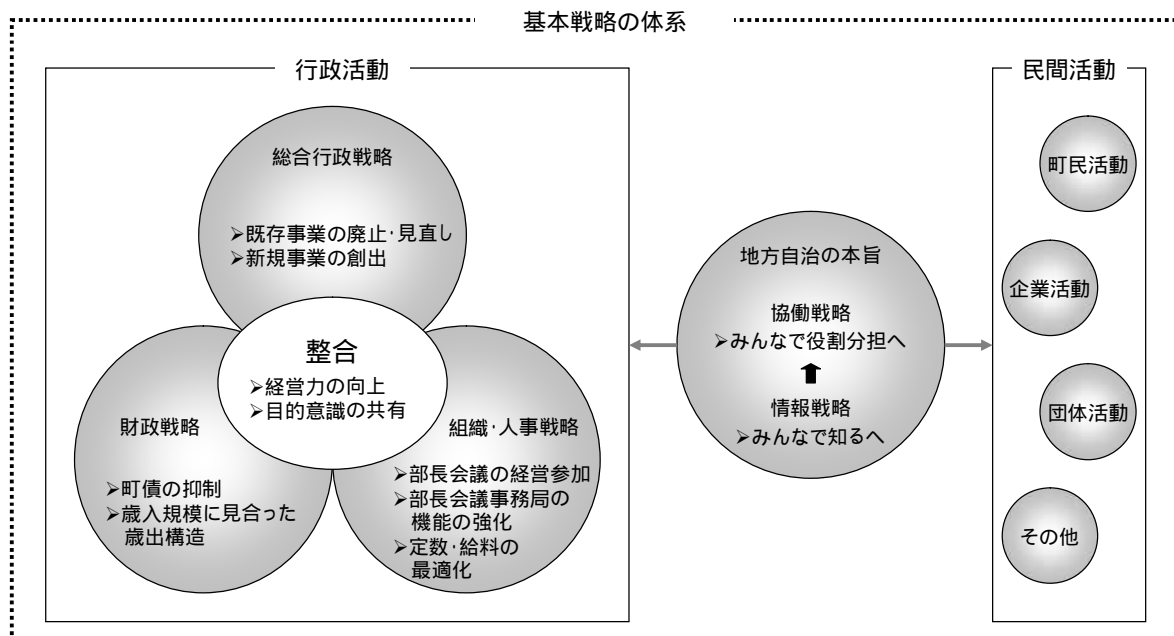 基本戦略の体系
行政活動
総合行政戦略
➢既存事業の廃止・見直し
➢新規事業の創出
整合
➢経営力の向上
➢目的意識の共有
財政戦略
➢町債の抑制
➢歳入規模に見合った
歳出構造
組織・人事戦略
➢部長会議の経営参加
➢部長会議事務局の
機能の強化
➢定数・給料の
最適化
地方自治の本旨
協働戦略
➢みんなで役割分担へ
情報戦略
➢みんなで知るへ
民間活動
町民活動
企業活動
団体活動
その他